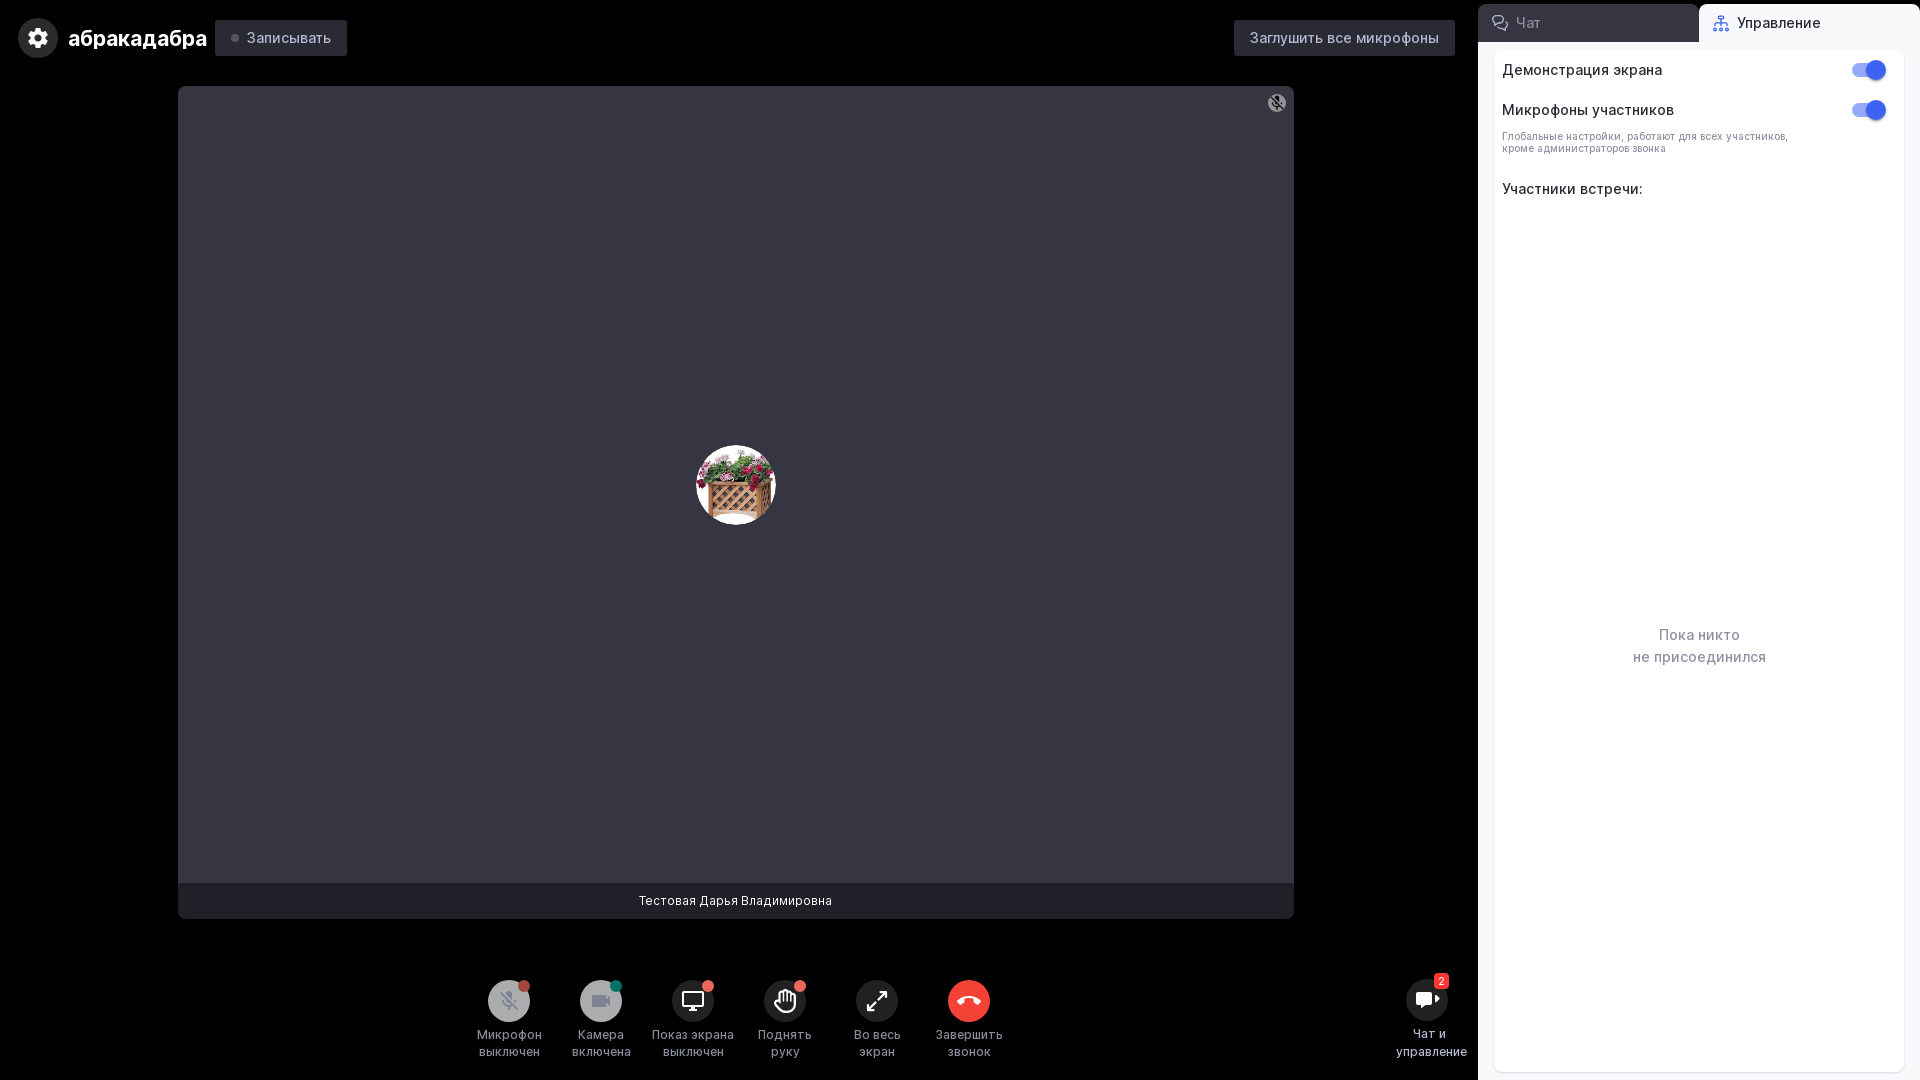 абракадабра
Записывать
Заглушить все микрофоны
Чат
Управление
Демонстрация экрана
Микрофоны участников
Глобальные настройки, работают для всех участников,
кроме администраторов звонка
Участники встречи:
Пока никто
не присоединился
Тестовая Дарья Владимировна
Микрофон
выключен
Камера
включена
Показ экрана
выключен
Поднять
руку
Во весь
экран
Завершить
звонок
2
Чат и
управление